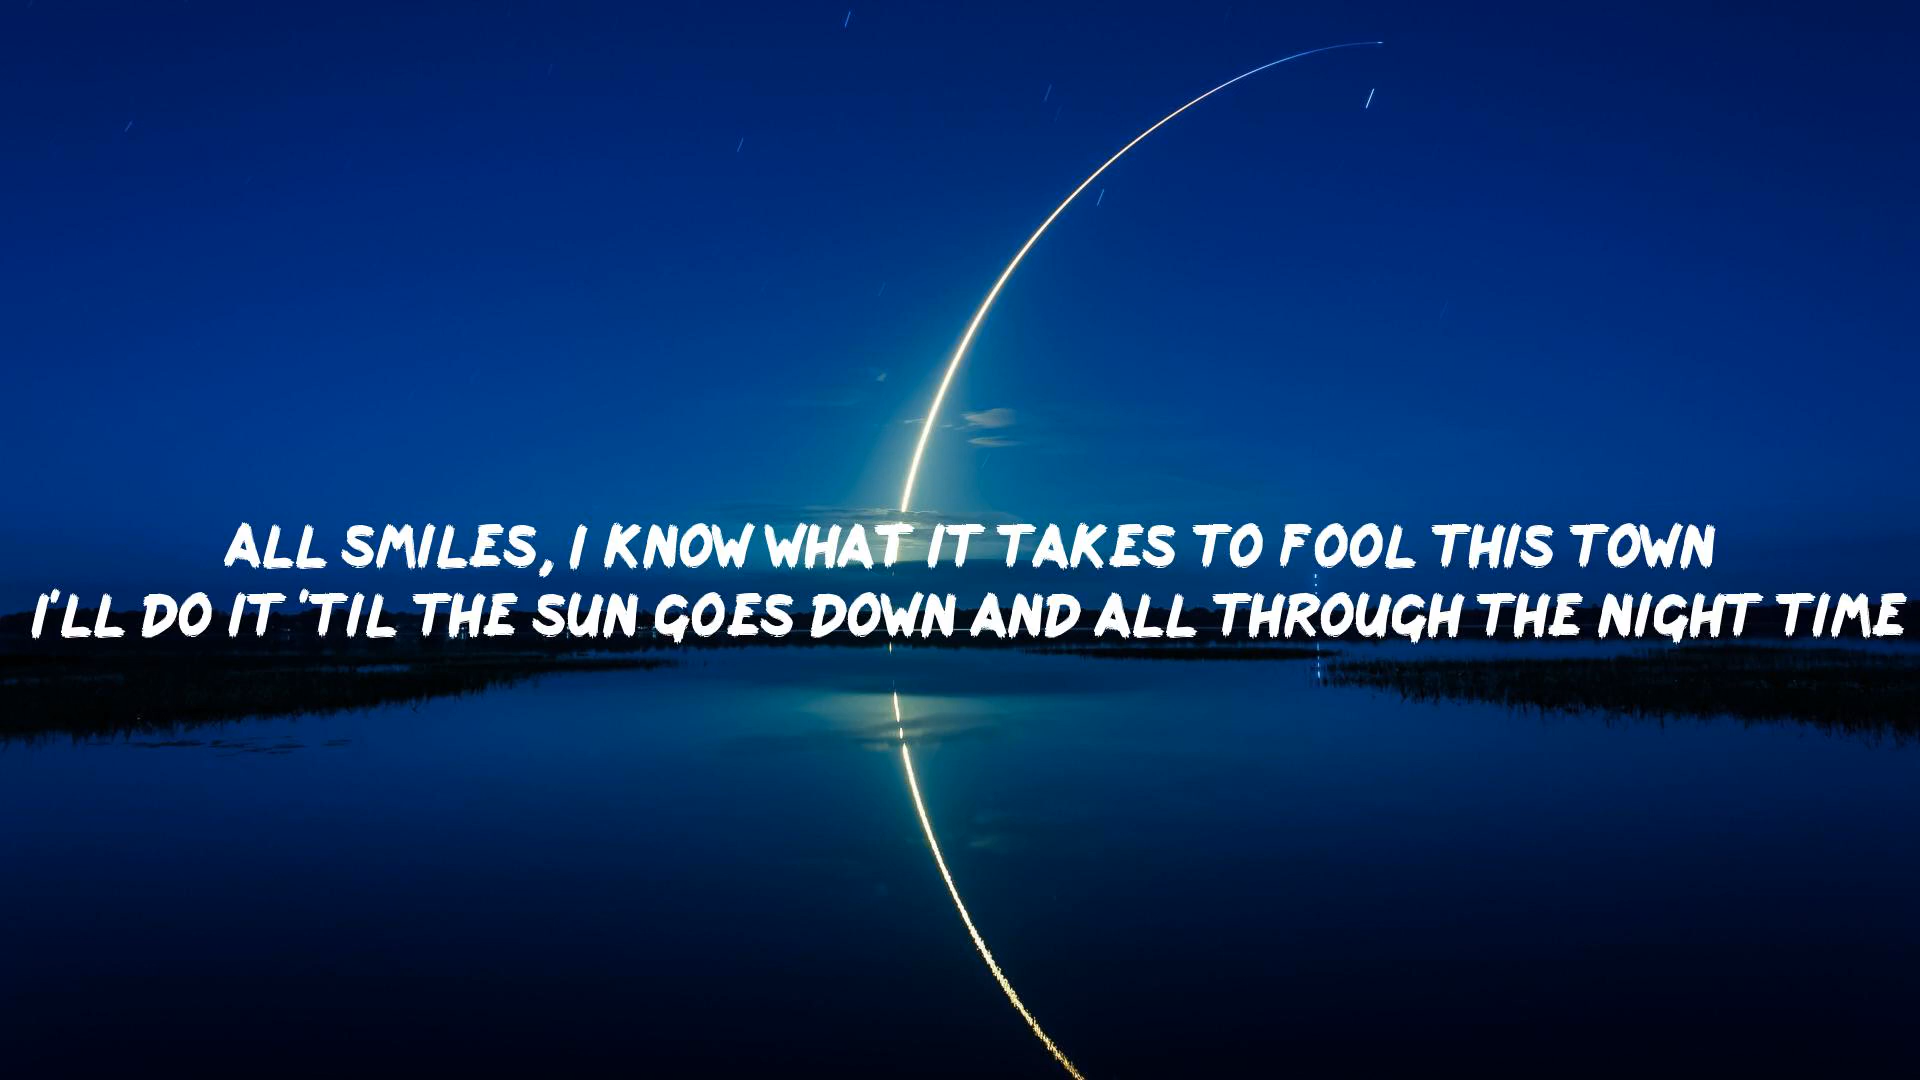 ALL SMILES, I KNOW WHAT IT TAKES TO FOOL THIS TOWN
I'LL DO IT 'TIL THE SUN GOES DOWN AND ALL THROUGH THE NIGHT TIME